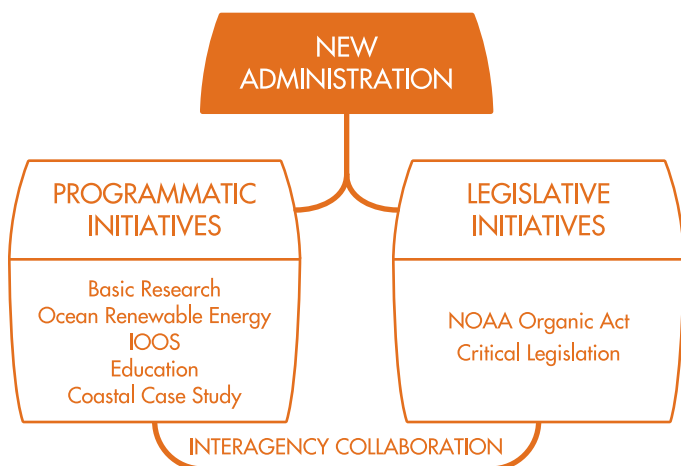 NEW
ADMINISTRATION
PROGRAMMATIC
INITIATIVES
Basic Research
Ocean Renewable Energy
IOOS
Education
Coastal Case Study
LEGISLATIVE
INITIATIVES
NOAA Organic Act
Critical Legislation
INTERAGENCY COLLABORATION